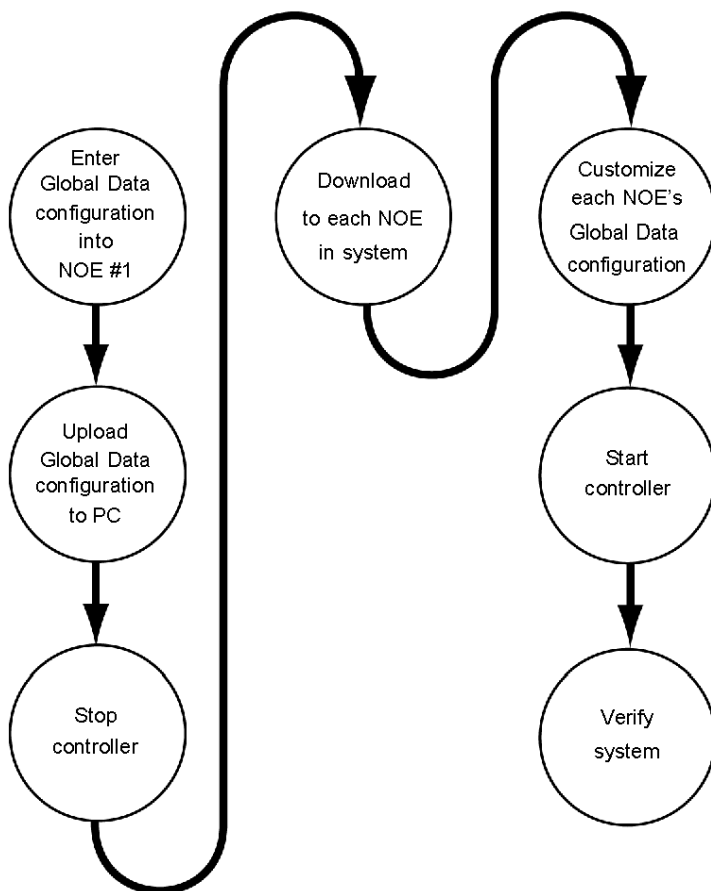 Enter
Global Data
configuration
into
NOE #1
Upload
Global Data
configuration
to PC
Stop
controller
Download
to each NOE
in system
Customize
each NOE's
Global Data
configuration
Start
controller
Verify
system